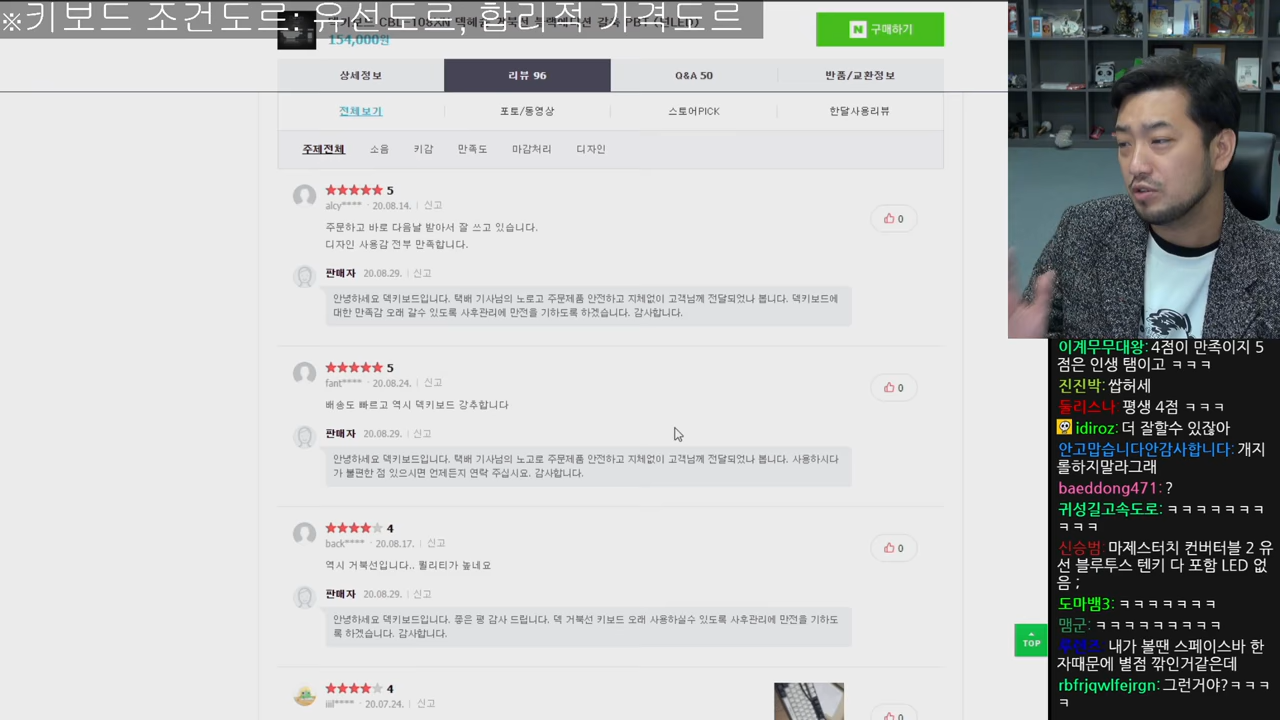 ※키보드 조건도르: 유선도르, 합리적 가격도르
154,000원
N 구매하기
상세정보
리뷰 96
Q&A 50
반품/교환정보
전체보기
포토/동영상
스토어PICK
한달사용리뷰
주제전체 소음 키감 만족도 마감처리 디자인
★★★★★ 5
alcy**** · 20.08.14. | 신고
0
주문하고 바로 다음날 받아서 잘 쓰고 있습니다.
디자인 사용감 전부 만족합니다.
판매자 20.08.29. | 신고
안녕하세요 덱키보드입니다. 택배 기사님의 노로고 주문제품 안전하고 지체없이 고객님께 전달되었나 봅니다. 덱키보드에
대한 만족감 오래 갈수 있도록 사후관리에 만전을 기하도록 하겠습니다. 감사합니다.
★★★★★ 5
fant**** · 20.08.24. | 신고
0
배송도 빠르고 역시 덱키보드 강추합니다
판매자 20.08.29. | 신고
안녕하세요 덱키보드입니다. 택배 기사님의 노고로 주문제품 안전하고 지체없이 고객님께 전달되었나 봅니다. 사용하시다
가 불편한 점 있으시면 언제든지 연락 주십시요. 감사합니다.
★★★★★ 4
back**** · 20.08.17. | 신고
0
역시 거북선입니다.. 퀄리티가 높네요
판매자 20.08.29. | 신고
안녕하세요 덱키보드입니다. 좋은 평 감사 드립니다. 덱 거북선 키보드 오래 사용하실수 있도록 사후관리에 만전을 기하도
록 하겠습니다. 감사합니다.
★★★★★ 4
iiil**** · 20.07.24. | 신고
0
TOP
이계무무대왕: 4점이 만족이지 5
점은 인생 탬이고 ㅋㅋㅋ
진진박: 쌉허세
둘리스나: 평생 4점 ㅋㅋㅋ
idiroz: 더 잘할수 있잖아
안고맙습니다안감사합니다: 개지
롤하지말라그래
baeddong471: ?
귀성길고속도로: ㅋㅋㅋㅋㅋㅋㅋ
ㅋㅋㅋ
신승범: 마제스터치 컨버터블 2 유
선 블루투스 텐키 다 포함 LED 없
음 ;
도마뱀3: ㅋㅋㅋㅋㅋㅋㅋ
맴군: ㅋㅋㅋㅋㅋㅋㅋㅋㅋ
내가 볼땐 스페이스바 한
자때문에 별점 깎인거같은데
rbfrjqwlfejrgn: 그런거야?ㅋㅋㅋ
ㅋ